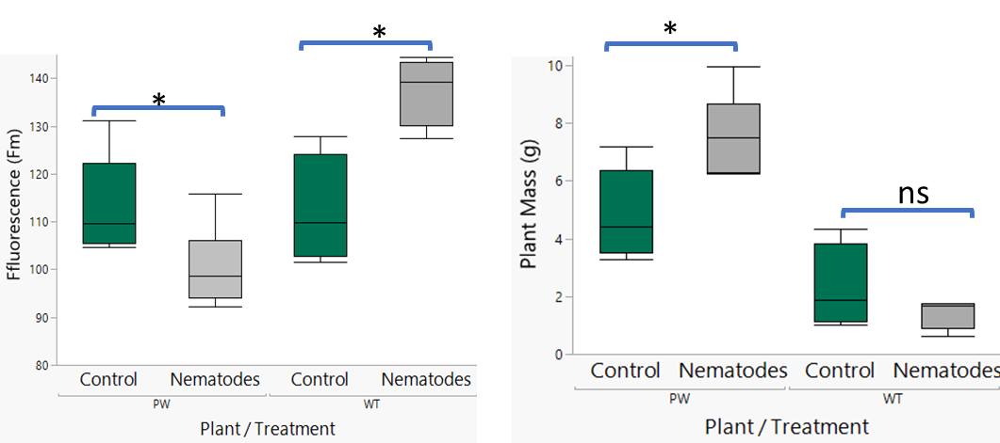 *
*
Ffluorescence (Fm)
140
130
120
110
100
90
80
Control Nematodes Control Nematodes
PW WT
Plant / Treatment
*
ns
Plant Mass (g)
10
8
6
4
2
0
Control Nematodes Control Nematodes
PW WT
Plant / Treatment